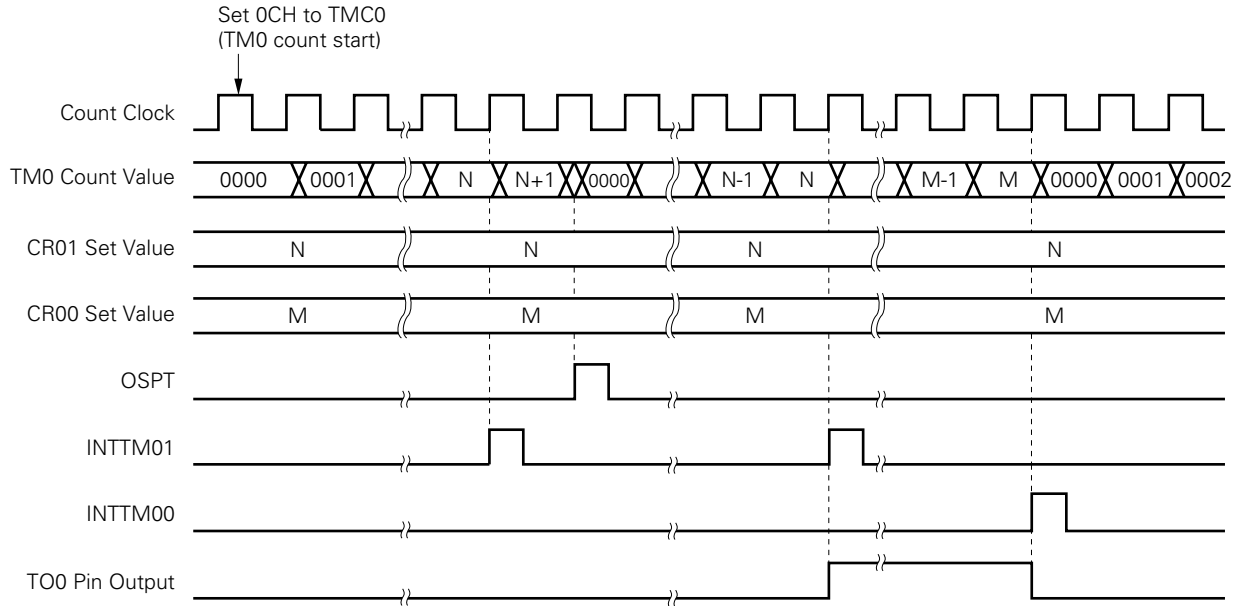 Set 0CH to TMC0
(TM0 count start)
Count Clock
TM0 Count Value 0000 0001 N N+1 0000 N-1 N M-1 M 0000 0001 0002
CR01 Set Value N N N N
CR00 Set Value M M M M
OSPT
INTTM01
INTTM00
TO0 Pin Output